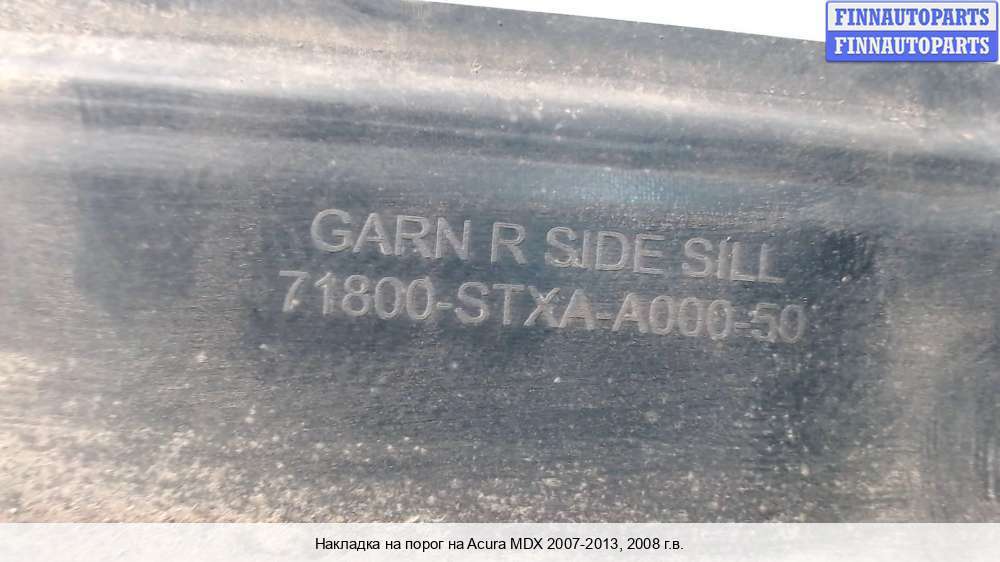 FINNAUTOPARTS
FINNAUTOPARTS
GARN R SIDE SILL
71800-STXA-A000-50
Накладка на порог на Acura MDX 2007-2013, 2008 г.в.